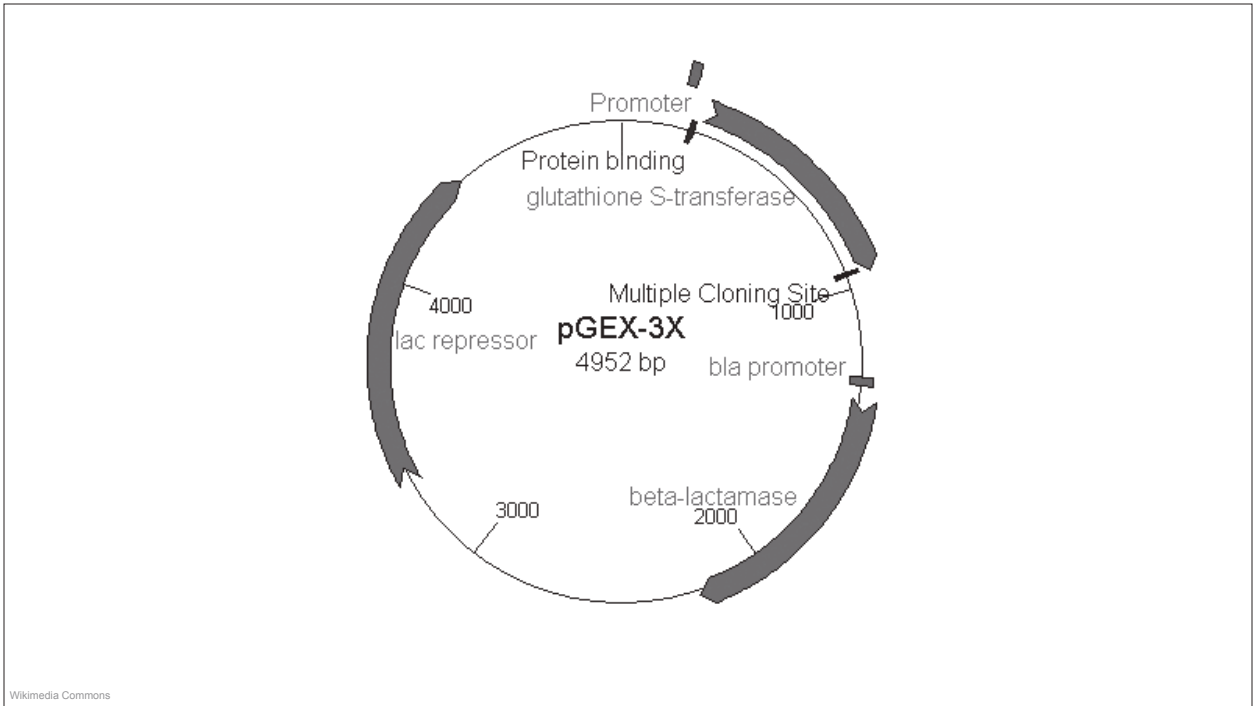 Promoter
Protein binding
glutathione S-transferase
Multiple Cloning Site
1000
4000
pGEX-3X
lac repressor
4952 bp
bla promoter
beta-lactamase
2000
3000
Wikimedia Commons